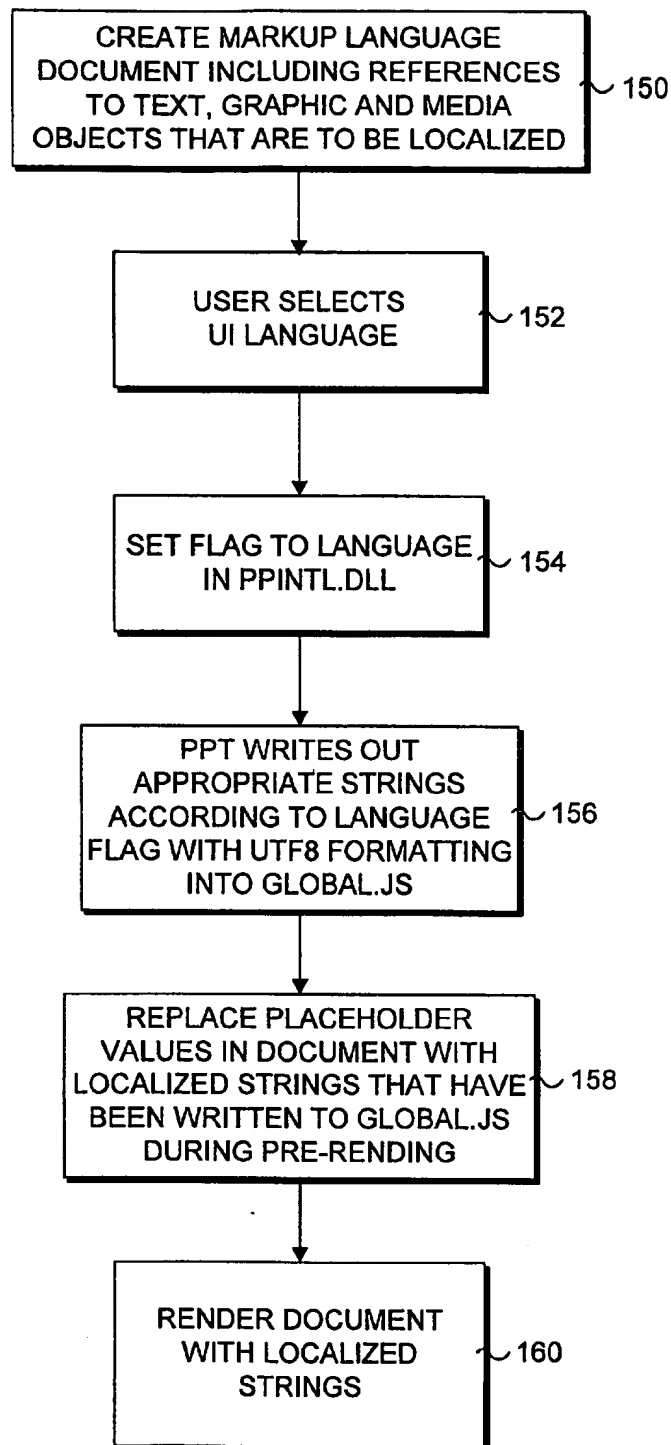 CREATE MARKUP LANGUAGE
DOCUMENT INCLUDING REFERENCES
TO TEXT, GRAPHIC AND MEDIA
OBJECTS THAT ARE TO BE LOCALIZED
150
USER SELECTS
UI LANGUAGE
152
SET FLAG TO LANGUAGE
IN PPINTL.DLL
154
PPT WRITES OUT
APPROPRIATE STRINGS
ACCORDING TO LANGUAGE
FLAG WITH UTF8 FORMATTING
INTO GLOBAL.JS
156
REPLACE PLACEHOLDER
VALUES IN DOCUMENT WITH
LOCALIZED STRINGS THAT HAVE
BEEN WRITTEN TO GLOBAL.JS
DURING PRE-RENDING
158
RENDER DOCUMENT
WITH LOCALIZED
STRINGS
160